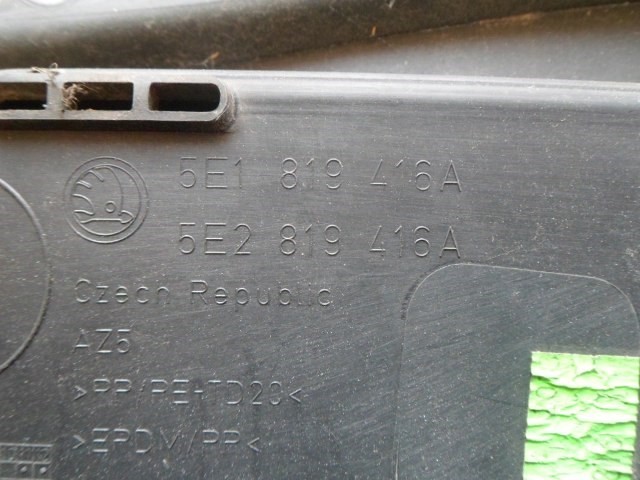 5E1 819 416A
5E2 819 416A
Czech Republic
AZ5
>PP/PE-TD20<
>EPDM/PP<